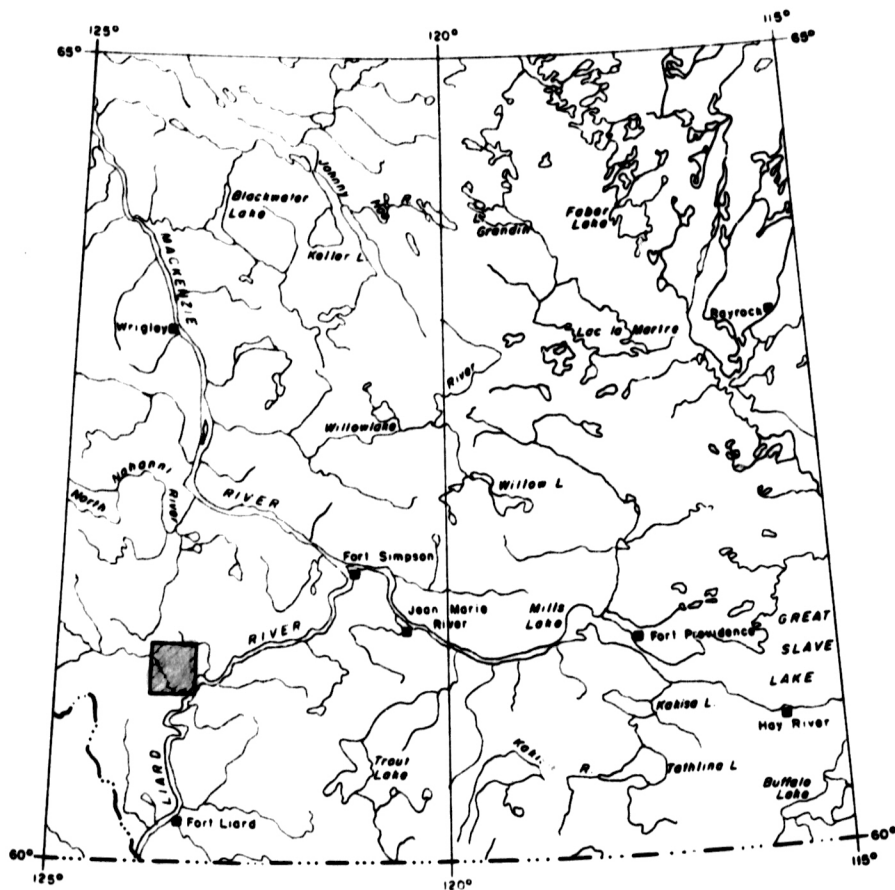 125°
120°
115°
65°
65°
Johnny
Blackwater
Lake
R.
Faber
Lake
Grandin
Keller L.
MACKENZIE
Rayrock
Wrigley
Lac la Martre
River
Willowlake
Nahanni
North
River
RIVER
Willow L
Fort Simpson
Jean Marie
River
Mills
Lake
GREAT
SLAVE
LAKE
Fort Providence
RIVER
Kakisa L.
Hay River
LIARD
Trout
Lake
R.
Tathlina L
Buffalo
Lake
Fort Liard
60°
60°
125°
120°
115°